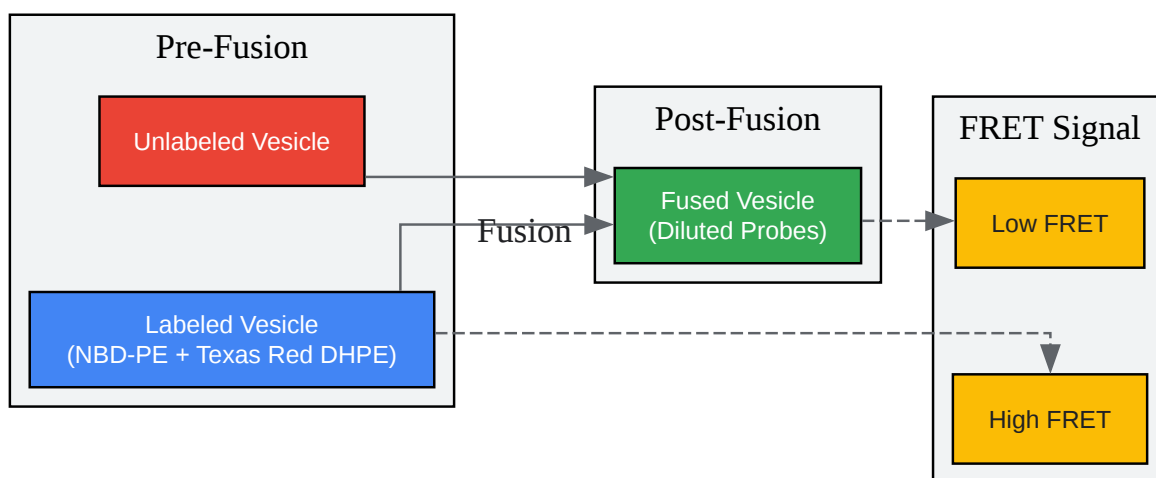 Pre-Fusion
Unlabeled Vesicle
Labeled Vesicle
(NBD-PE + Texas Red DHPE)
Fusion
Post-Fusion
Fused Vesicle
(Diluted Probes)
FRET Signal
Low FRET
High FRET